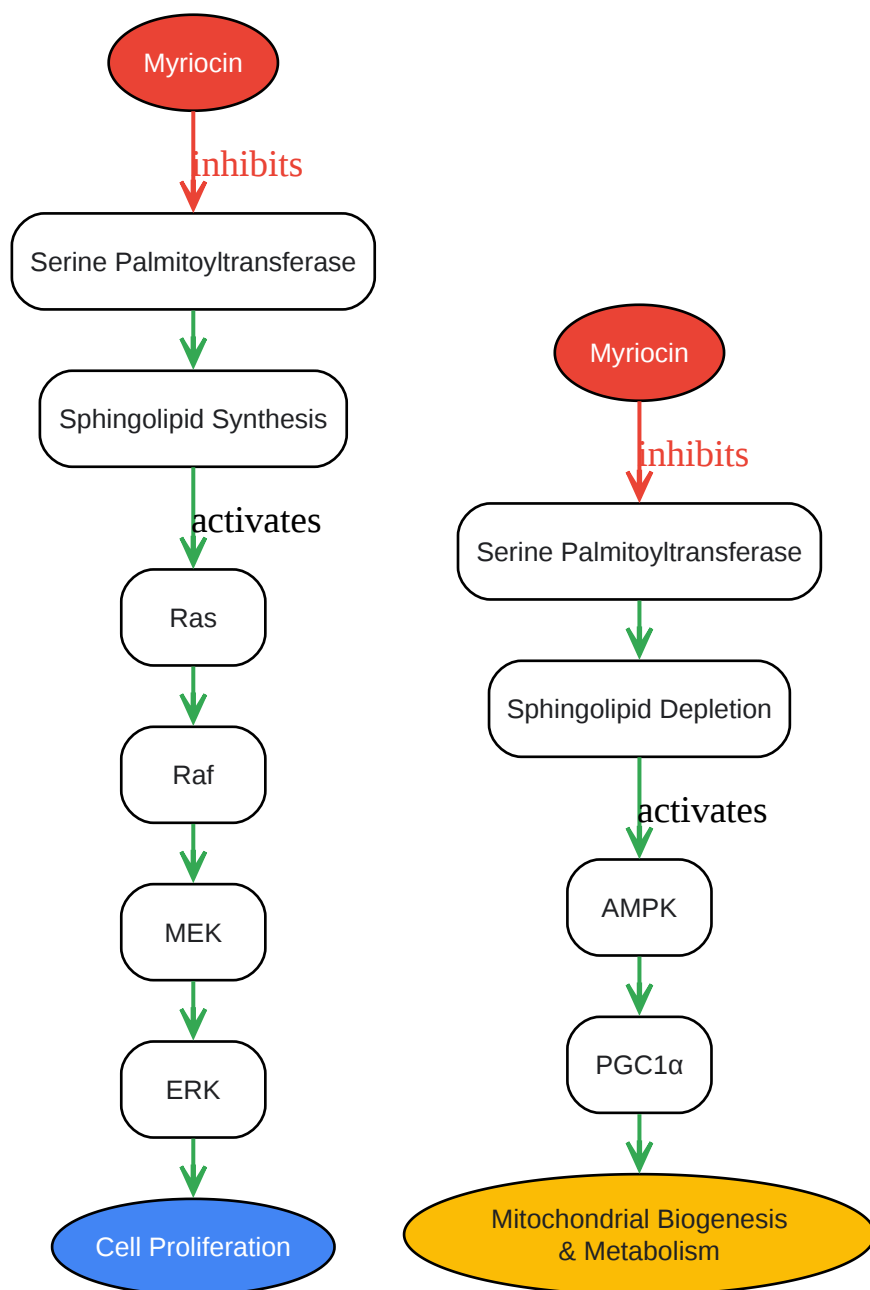 Myriocin
inhibits
Serine Palmitoyltransferase
Sphingolipid Synthesis
activates
Ras
Raf
MEK
ERK
Cell Proliferation
Myriocin
inhibits
Serine Palmitoyltransferase
Sphingolipid Depletion
activates
AMPK
PGC1α
Mitochondrial Biogenesis
& Metabolism